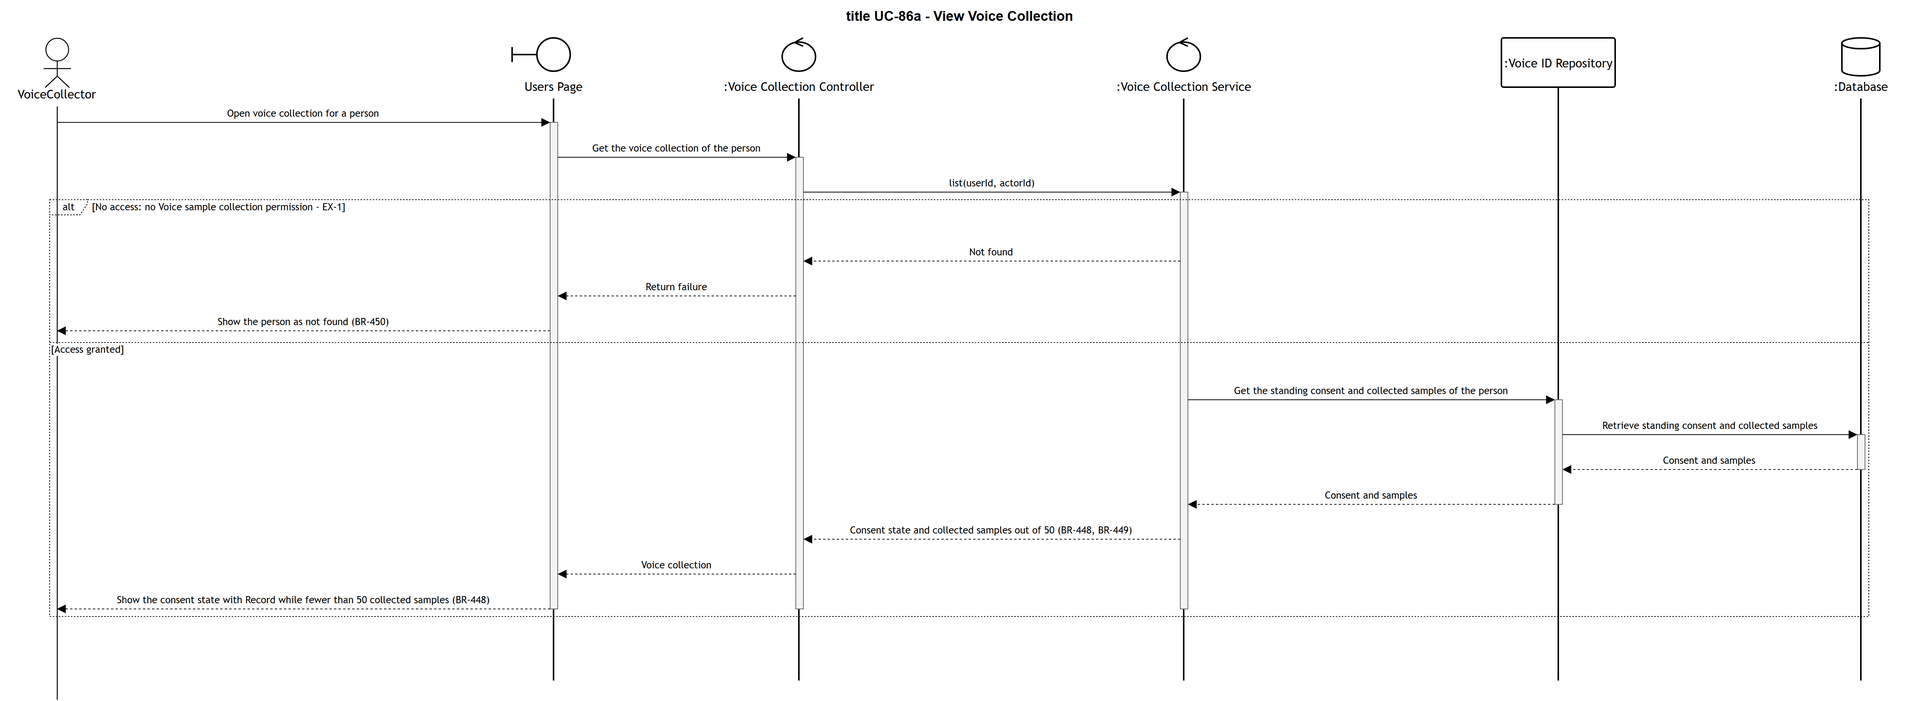 title UC-86a - View Voice Collection
VoiceCollector
Users Page
:Voice Collection Controller
:Voice Collection Service
:Voice ID Repository
:Database
Open voice collection for a person
Get the voice collection of the person
list(userId, actorId)
alt
[No access: no Voice sample collection permission - EX-1]
Not found
Return failure
Show the person as not found (BR-450)
[Access granted]
Get the standing consent and collected samples of the person
Retrieve standing consent and collected samples
Consent and samples
Consent and samples
Consent state and collected samples out of 50 (BR-448, BR-449)
Voice collection
Show the consent state with Record while fewer than 50 collected samples (BR-448)